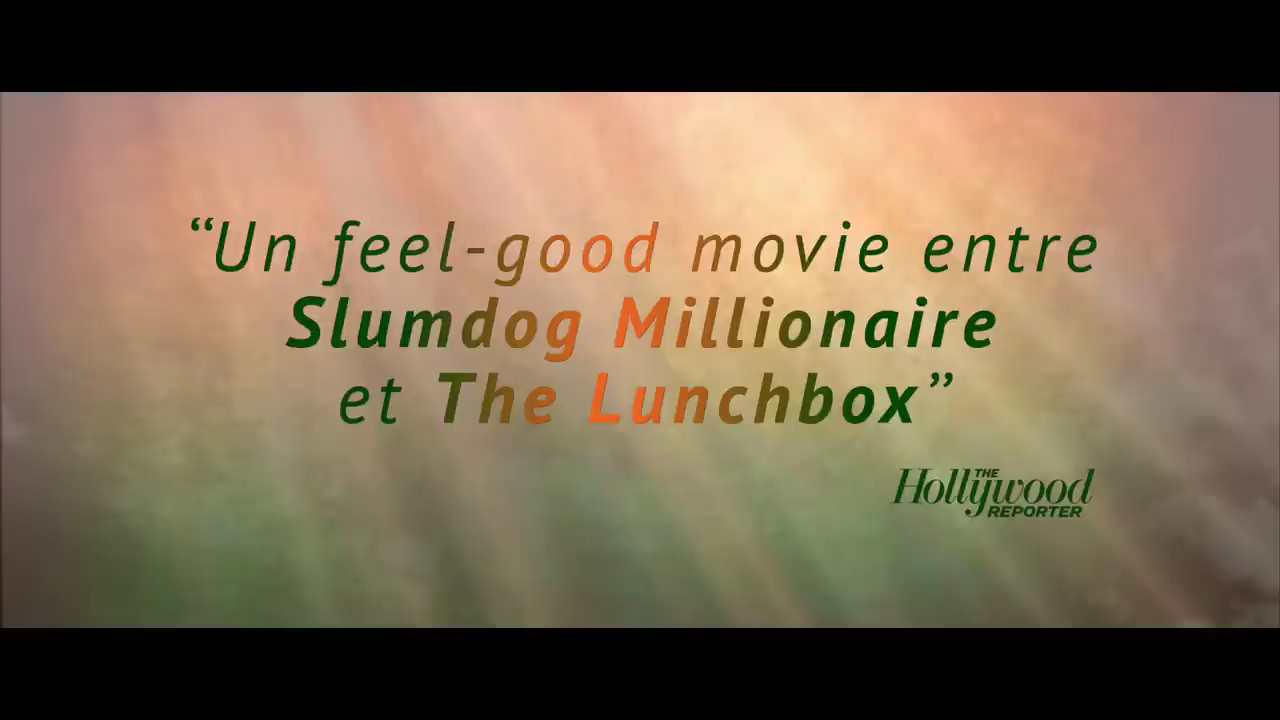 “Un feel-good movie entre
Slumdog Millionaire
et The Lunchbox”
THE
Hollywood
REPORTER